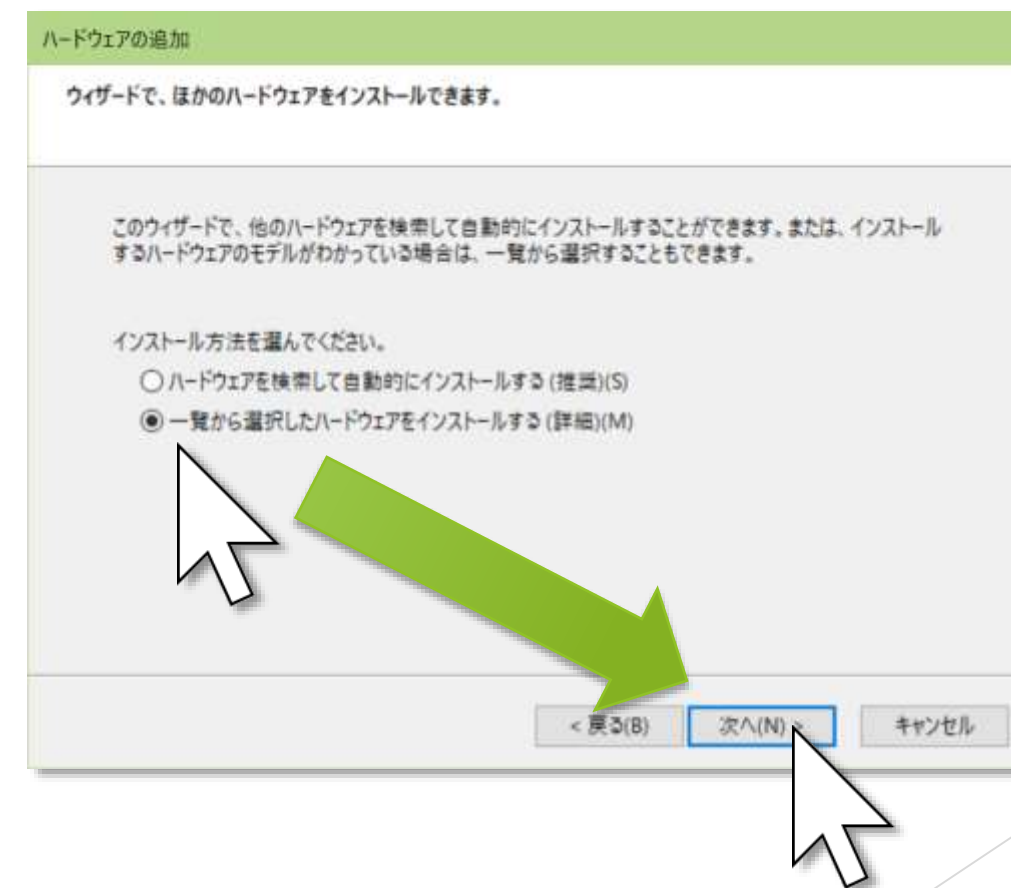 ハードウェアの追加
ウィザードで、ほかのハードウェアをインストールできます。
このウィザードで、他のハードウェアを検索して自動的にインストールすることができます。または、インストール
するハードウェアのモデルがわかっている場合は、一覧から選択することもできます。
インストール方法を選んでください。
ハードウェアを検索して自動的にインストールする (推奨)(S)
一覧から選択したハードウェアをインストールする (詳細)(M)
< 戻る(B) 次へ(N) > キャンセル